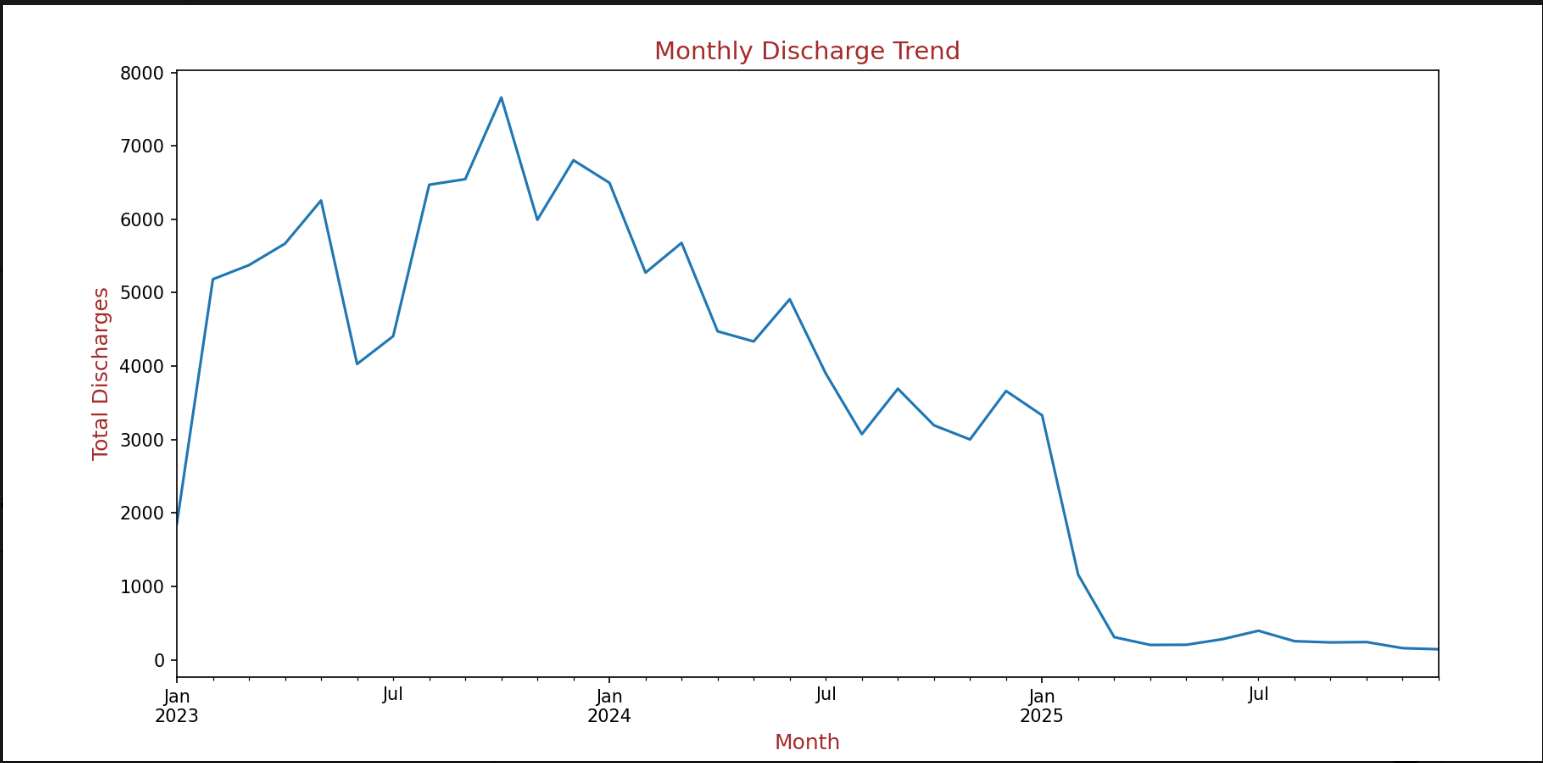 Monthly Discharge Trend
8000
7000
6000
5000
4000
3000
2000
1000
0
Total Discharges
Jan Jul Jan Jul Jan Jul
2023 2024 2025
Month